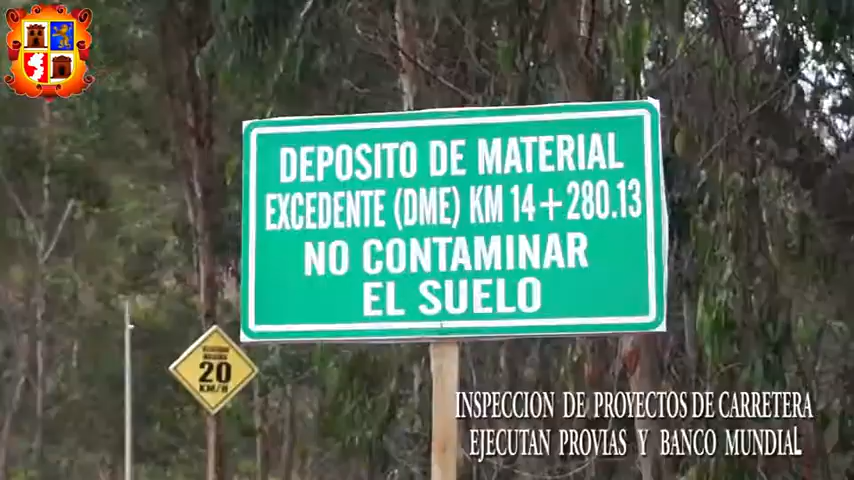 DEPOSITO DE MATERIAL
EXCEDENTE (DME) KM 14+280.13
NO CONTAMINAR
EL SUELO
20
KM/H
INSPECCION DE PROYECTOS DE CARRETERA
EJECUTAN PROVIAS Y BANCO MUNDIAL